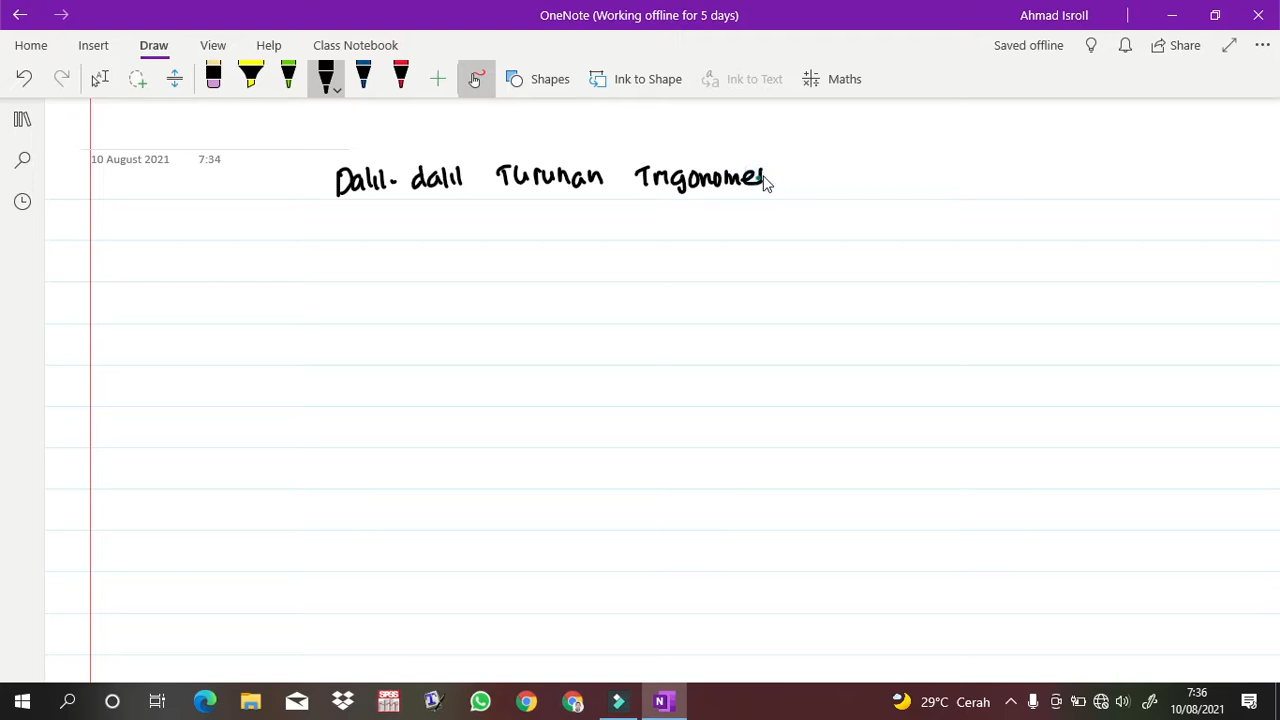 OneNote (Working offline for 5 days)
Ahmad IsroII
Home Insert Draw View Help Class Notebook
Saved offline Share
Shapes Ink to Shape Ink to Text Maths
10 August 2021 7:34
Dalil-dalil Turunan Trigonome
29°C Cerah
7:36
10/08/2021